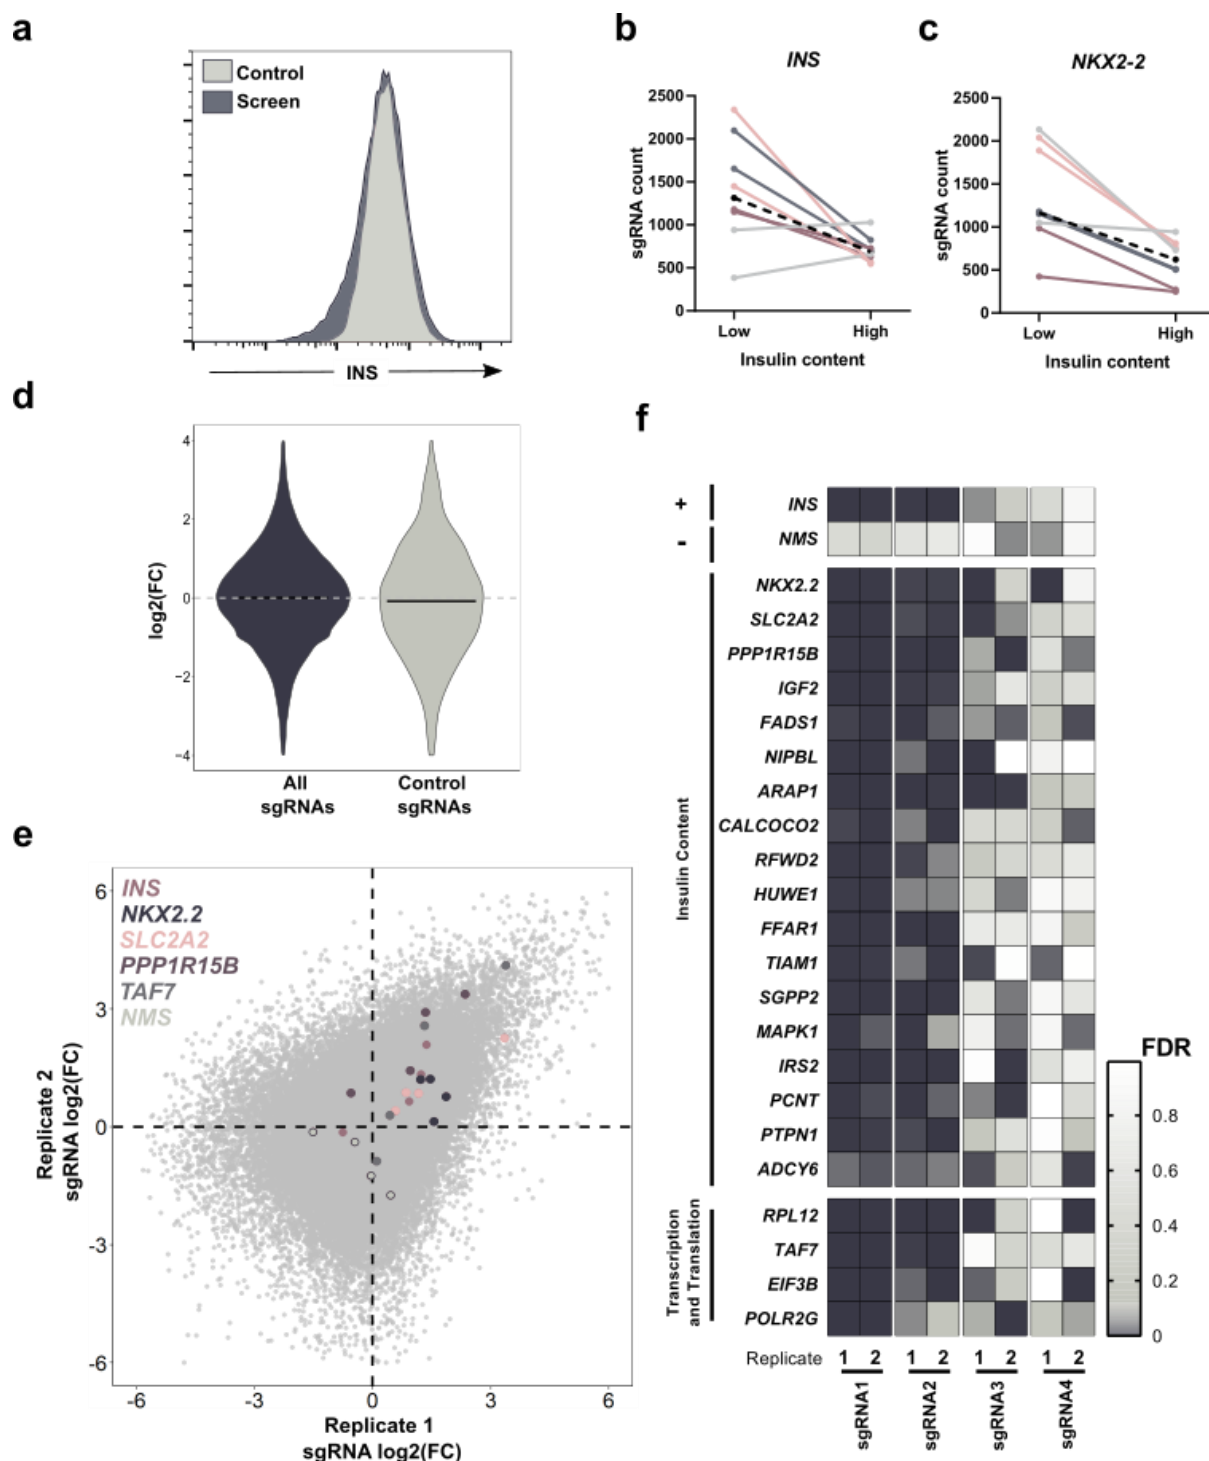 a
Control
Screen
INS
b
INS
sgRNA count
2500
2000
1500
1000
500
0
Low
High
Insulin content
c
NKX2-2
sgRNA count
2500
2000
1500
1000
500
0
Low
High
Insulin content
d
log2(FC)
4
2
0
−2
−4
All
sgRNAs
Control
sgRNAs
e
INS
NKX2.2
SLC2A2
PPP1R15B
TAF7
NMS
Replicate 2
sgRNA log2(FC)
6
3
0
-3
-6
-6
-3
0
3
6
Replicate 1
sgRNA log2(FC)
f
+
INS
-
NMS
Insulin Content
NKX2.2
SLC2A2
PPP1R15B
IGF2
FADS1
NIPBL
ARAP1
CALCOCO2
RFWD2
HUWE1
FFAR1
TIAM1
SGPP2
MAPK1
IRS2
PCNT
PTPN1
ADCY6
Transcription
and Translation
RPL12
TAF7
EIF3B
POLR2G
Replicate 1 2 1 2 1 2 1 2
sgRNA1
sgRNA2
sgRNA3
sgRNA4
FDR
0.8
0.6
0.4
0.2
0